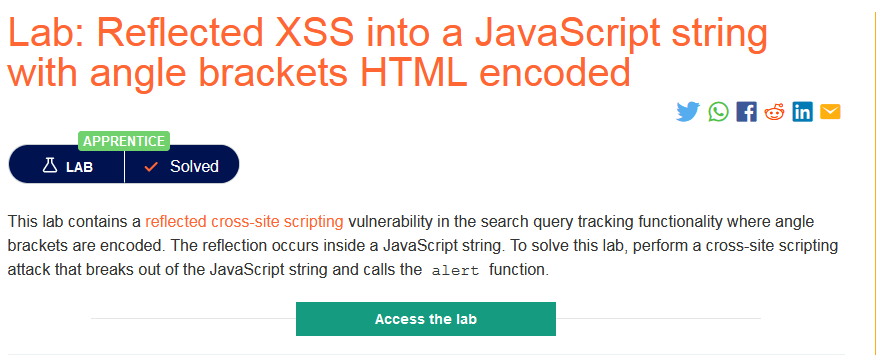 Lab: Reflected XSS into a JavaScript string
with angle brackets HTML encoded
APPRENTICE
LAB Solved
This lab contains a reflected cross-site scripting vulnerability in the search query tracking functionality where angle
brackets are encoded. The reflection occurs inside a JavaScript string. To solve this lab, perform a cross-site scripting
attack that breaks out of the JavaScript string and calls the alert function.
Access the lab